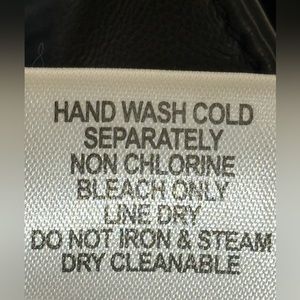 HAND WASH COLD
SEPARATELY
NON CHLORINE
BLEACH ONLY
LINE DRY
DO NOT IRON & STEAM
DRY CLEANABLE